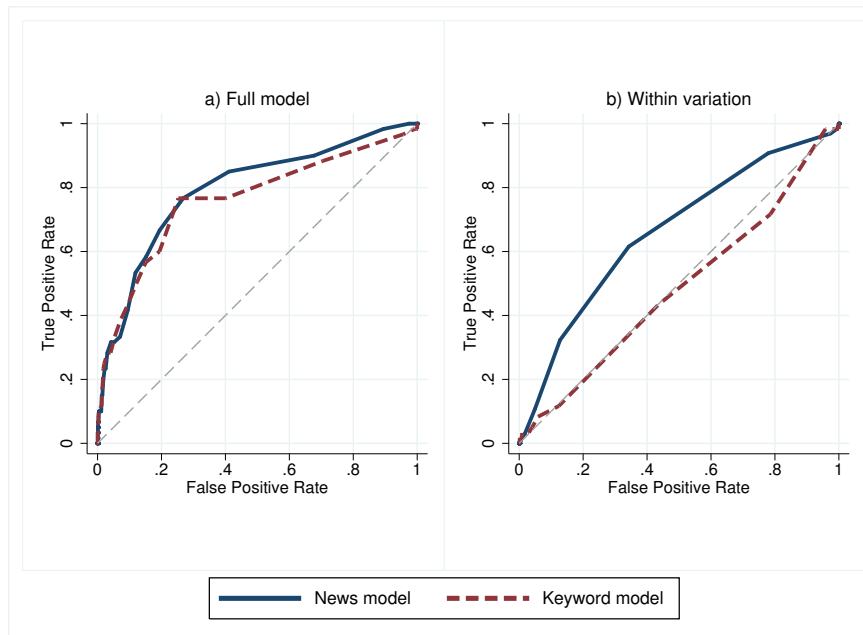 a) Full model
True Positive Rate
1
.8
.6
.4
.2
0
0 .2 .4 .6 .8 1
False Positive Rate
b) Within variation
True Positive Rate
1
.8
.6
.4
.2
0
0 .2 .4 .6 .8 1
False Positive Rate
News model Keyword model